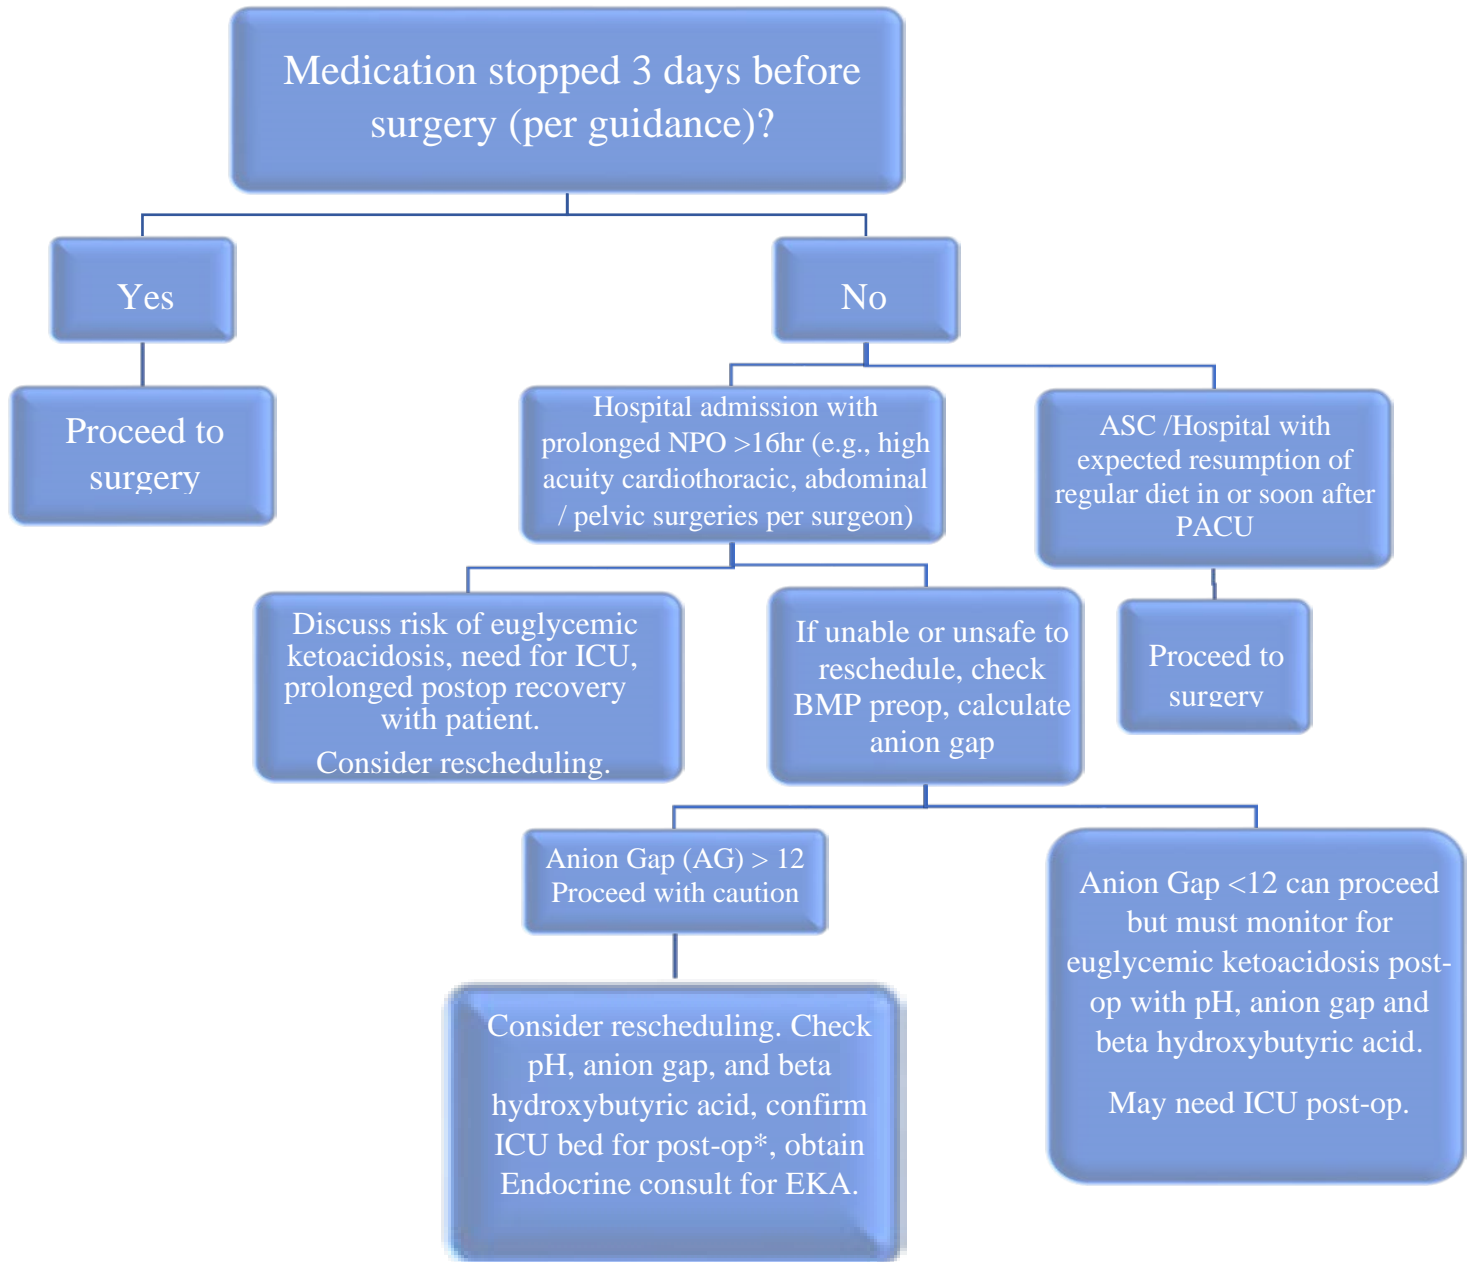 Medication stopped 3 days before
surgery (per guidance)?
Yes
No
Proceed to
surgery
Hospital admission with
prolonged NPO >16hr (e.g., high
acuity cardiothoracic, abdominal
/ pelvic surgeries per surgeon)
ASC /Hospital with
expected resumption of
regular diet in or soon after
PACU
Discuss risk of euglycemic
ketoacidosis, need for ICU,
prolonged postop recovery
with patient.
Consider rescheduling.
If unable or unsafe to
reschedule, check
BMP preop, calculate
anion gap
Proceed to
surgery
Anion Gap (AG) > 12
Proceed with caution
Anion Gap <12 can proceed
but must monitor for
euglycemic ketoacidosis post-
op with pH, anion gap and
beta hydroxybutyric acid.
May need ICU post-op.
Consider rescheduling. Check
pH, anion gap, and beta
hydroxybutyric acid, confirm
ICU bed for post-op*, obtain
Endocrine consult for EKA.